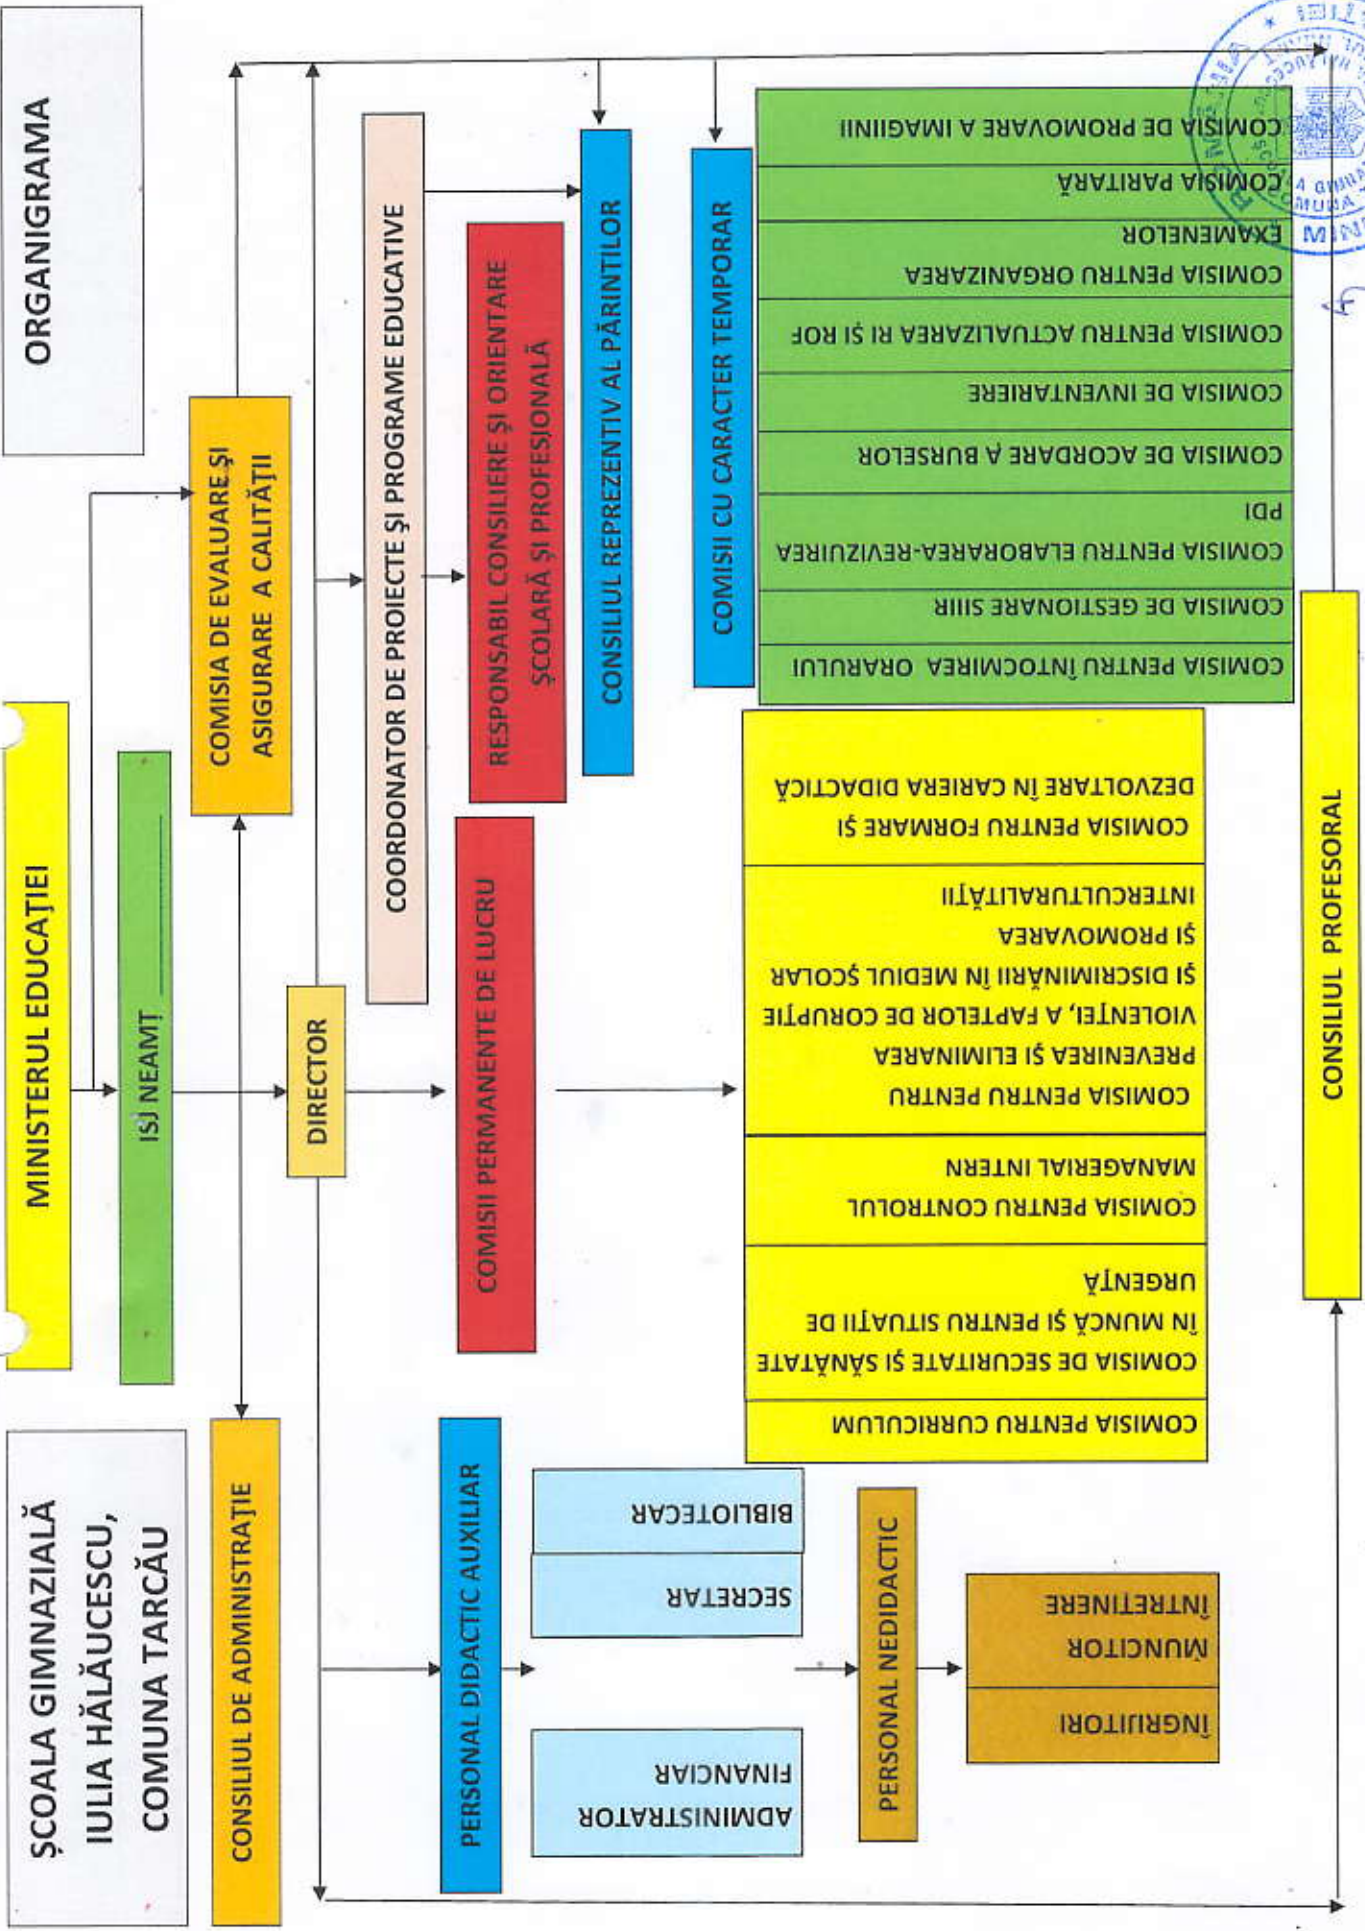 ȘCOALA GIMNAZIALĂ
IULIA HĂLĂUCESCU,
COMUNA TARCĂU
MINISTERUL EDUCAȚIEI
ORGANIGRAMA
ISJ NEAMȚ
CONSILIUL DE ADMINISTRAȚIE
COMISIA DE EVALUARE ȘI
ASIGURARE A CALITĂȚII
DIRECTOR
COORDONATOR DE PROIECTE ȘI PROGRAME EDUCATIVE
PERSONAL DIDACTIC AUXILIAR
COMISII PERMANENTE DE LUCRU
RESPONSABIL CONSILIERE ȘI ORIENTARE
ȘCOLARĂ ȘI PROFESIONALĂ
CONSILIUL REPREZENTIV AL PĂRINTILOR
ADMINISTRATOR
FINANCIAR
SECRETAR
BIBLIOTECAR
COMISII CU CARACTER TEMPORAR
PERSONAL NEDIDACTIC
ÎNGRIJITORI
MUNCITOR
ÎNTREȚINERE
COMISIA PENTRU CURRICULUM
COMISIA DE SECURITATE ȘI SĂNĂTATE
ÎN MUNCĂ ȘI PENTRU SITUAȚII DE
URGENȚĂ
COMISIA PENTRU CONTROLUL
MANAGERIAL INTERN
COMISIA PENTRU PENTRU
PREVENIREA ȘI ELIMINAREA
VIOLENȚEI, A FAPTELOR DE CORUPȚIE
ȘI DISCRIMINĂRII ÎN MEDIUL ȘCOLAR
ȘI PROMOVAREA
INTERCULTURALITĂȚII
COMISIA PENTRU FORMARE ȘI
DEZVOLTARE ÎN CARIERA DIDACTICĂ
COMISIA PENTRU ÎNTOCMIREA ORARULUI
COMISIA DE GESTIONARE SIIIR
COMISIA PENTRU ELABORAREA-REVIZUIREA
PDI
COMISIA DE ACORDARE A BURSELOR
COMISIA DE INVENTARIERE
COMISIA PENTRU ACTUALIZAREA RI ȘI ROF
COMISIA PENTRU ORGANIZAREA
EXAMENELOR
COMISIA PARITARĂ
COMISIA DE PROMOVARE A IMAGIINII
CONSILIUL PROFESORAL